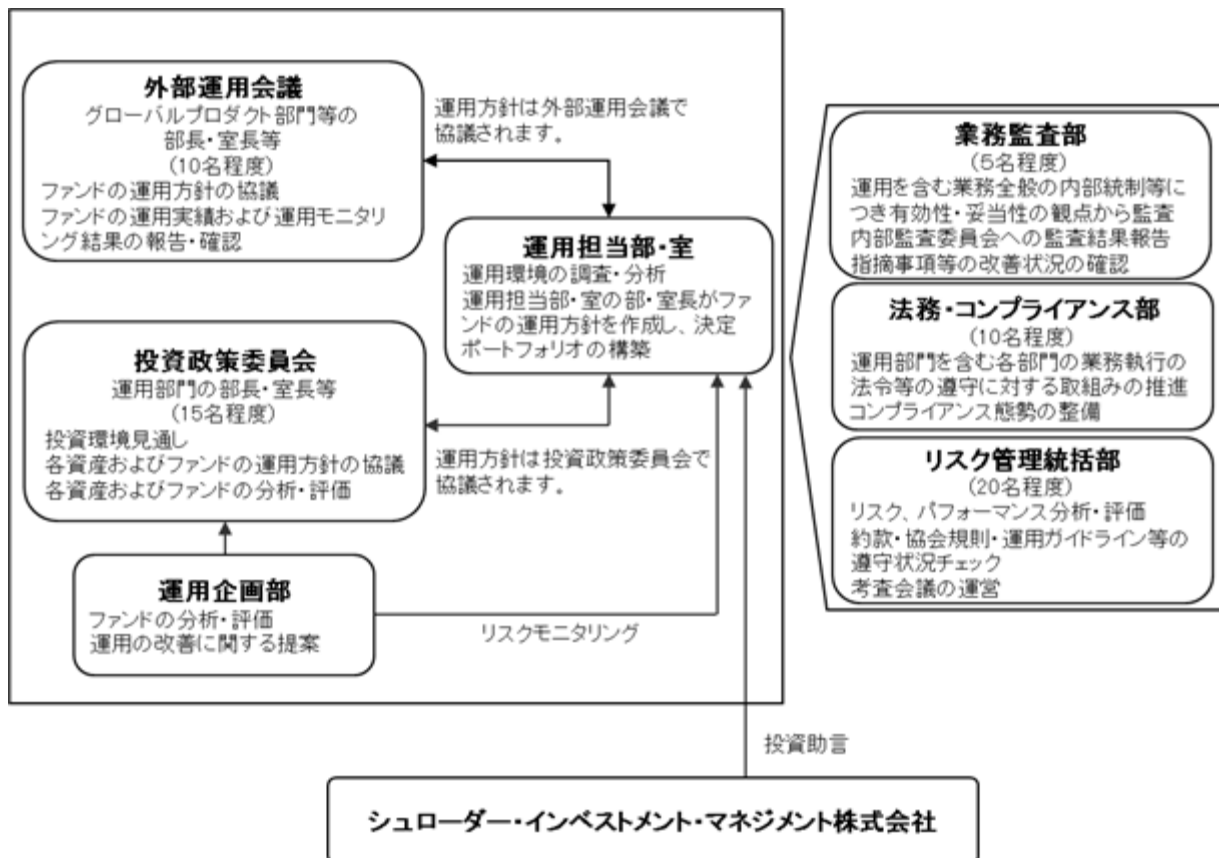 外部運用会議
グローバルプロダクト部門等の
部長・室長等
(10名程度)
ファンドの運用方針の協議
ファンドの運用実績および運用モニタリ
ング結果の報告・確認
運用方針は外部運用会議で
協議されます。
運用担当部・室
運用環境の調査・分析
運用担当部・室の部・室長がファ
ンドの運用方針を作成し、決定
ポートフォリオの構築
投資政策委員会
運用部門の部長・室長等
(15名程度)
投資環境見通し
各資産およびファンドの運用方針の協議
各資産およびファンドの分析・評価
運用方針は投資政策委員会で
協議されます。
運用企画部
ファンドの分析・評価
運用の改善に関する提案
リスクモニタリング
業務監査部
(5名程度)
運用を含む業務全般の内部統制等に
つき有効性・妥当性の観点から監査
内部監査委員会への監査結果報告
指摘事項等の改善状況の確認
法務・コンプライアンス部
(10名程度)
運用部門を含む各部門の業務執行の
法令等の遵守に対する取組みの推進
コンプライアンス態勢の整備
リスク管理統括部
(20名程度)
リスク、パフォーマンス分析・評価
約款・協会規則・運用ガイドライン等の
遵守状況チェック
考査会議の運営
投資助言
シュローダー・インベストメント・マネジメント株式会社